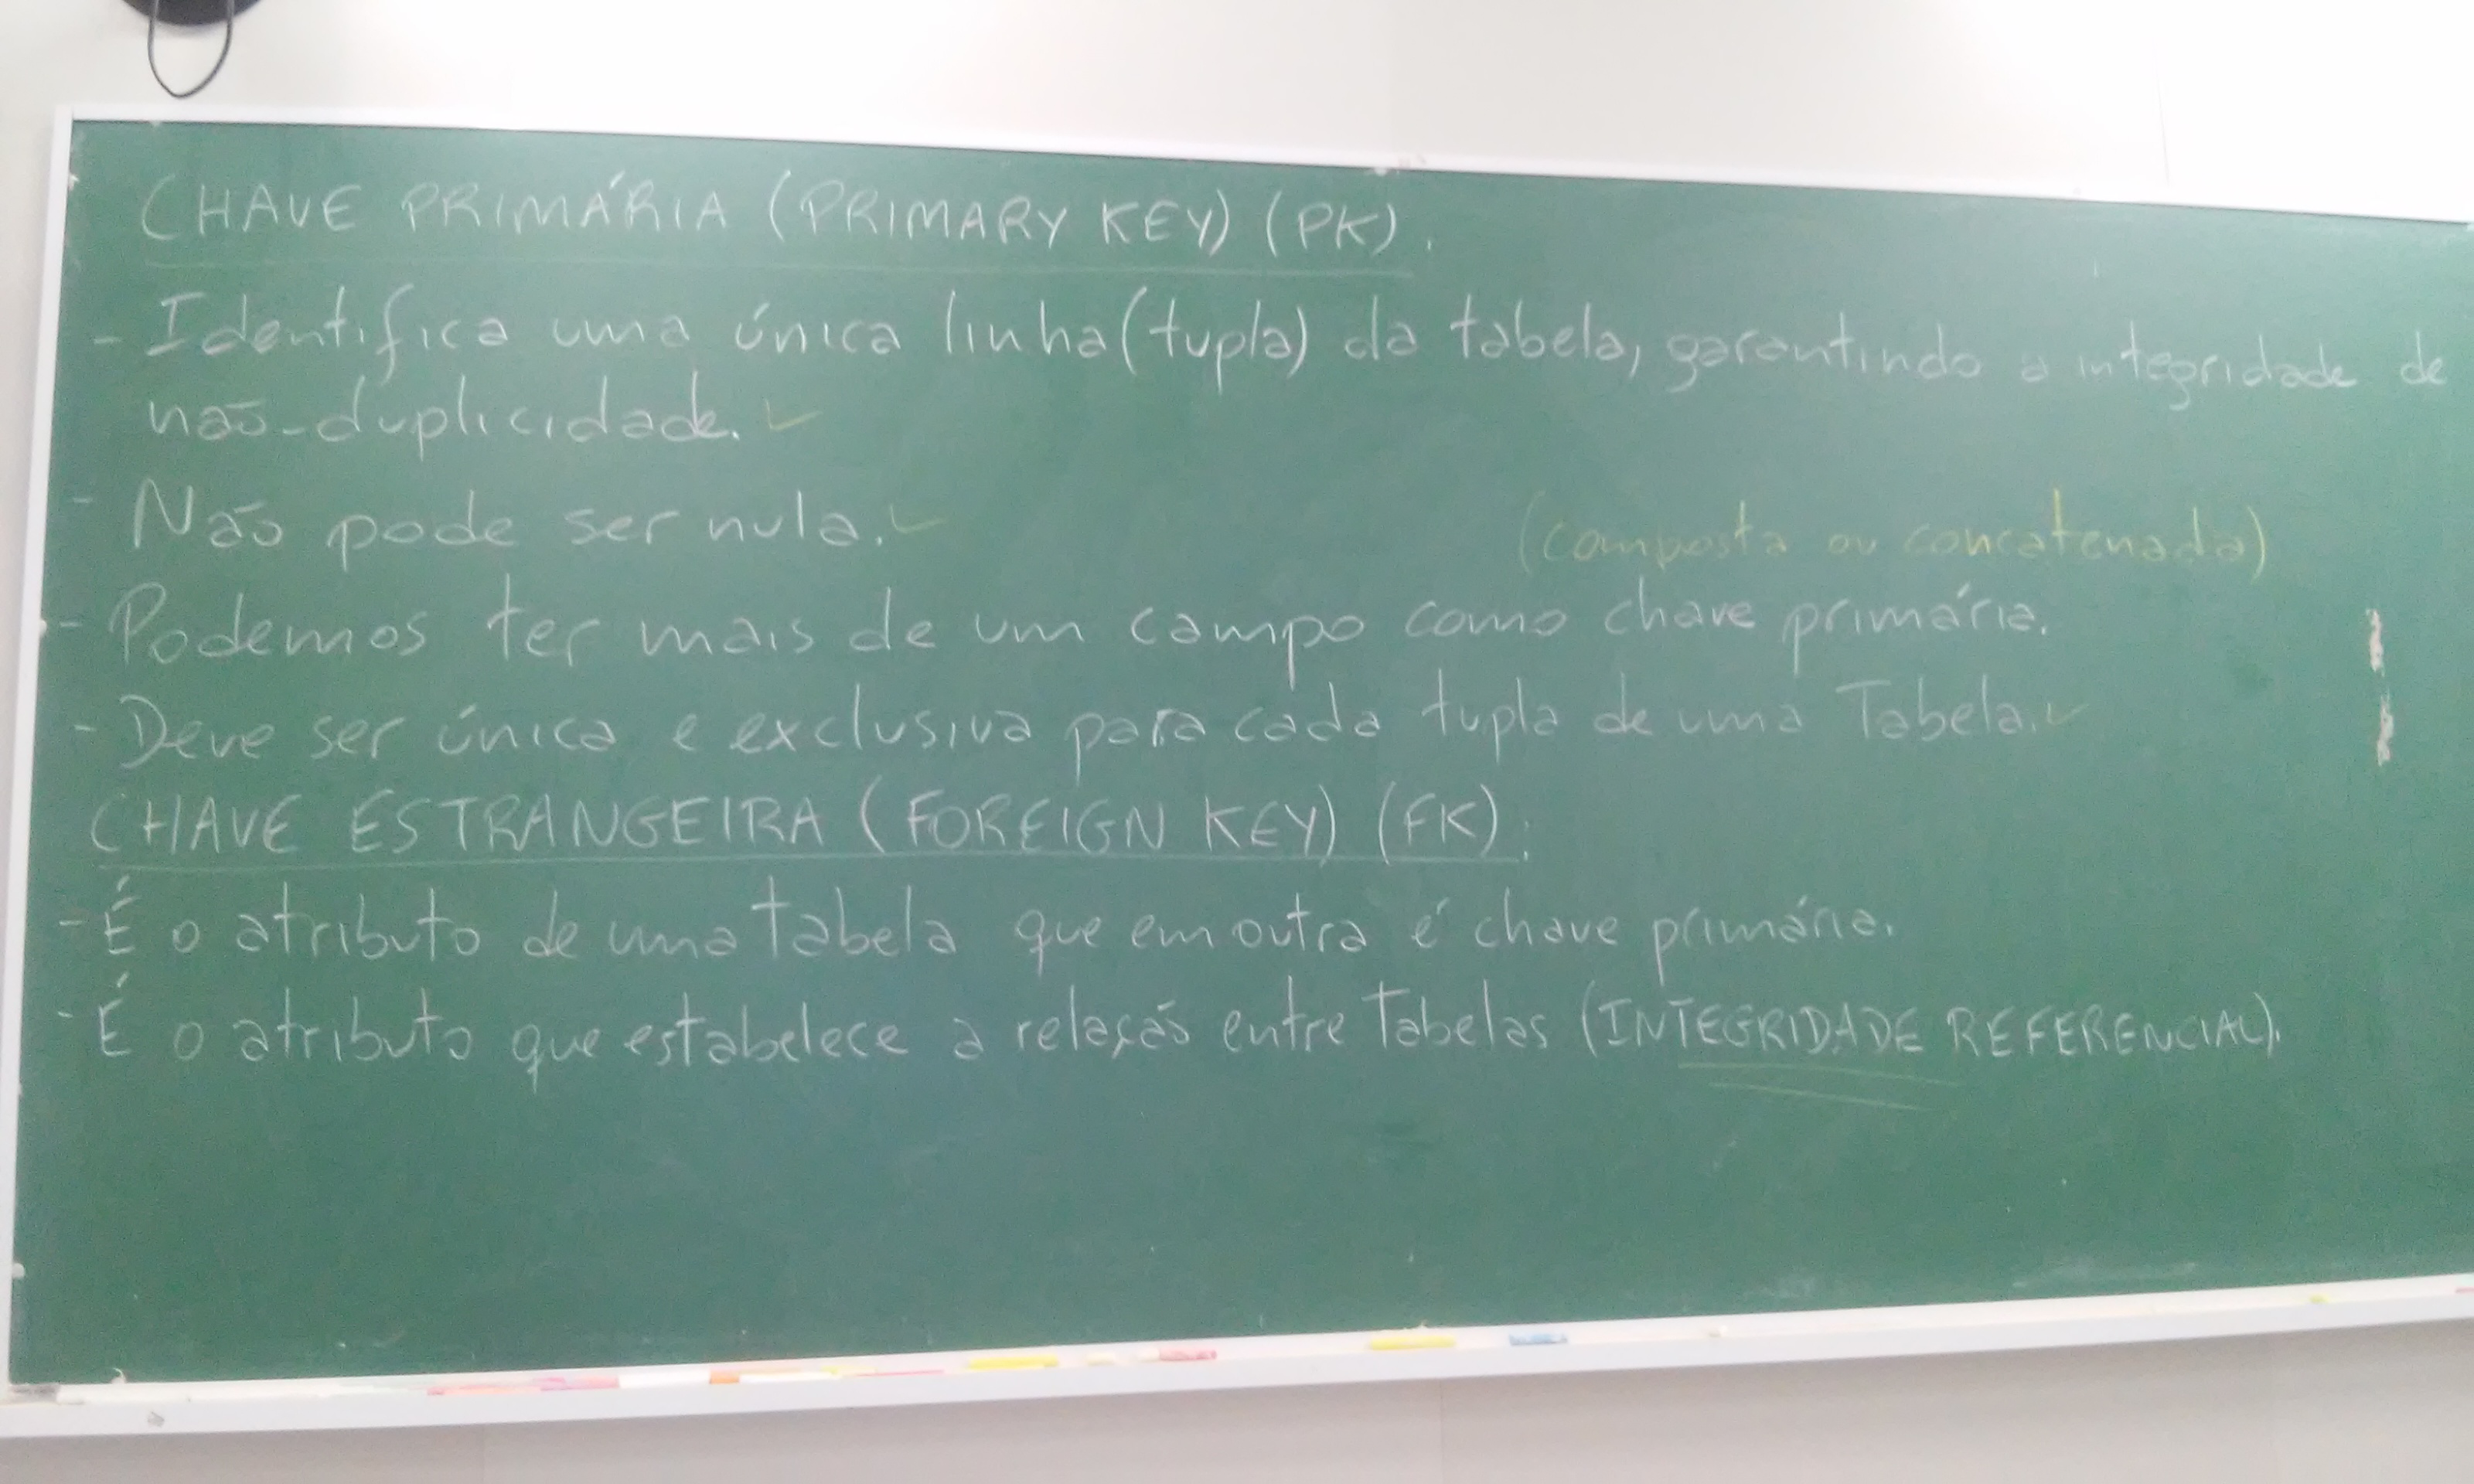 CHAVE PRIMÁRIA (PRIMARY KEY) (PK).
- Identifica uma única linha (tupla) da tabela, garantindo a integridade de
não-duplicidade.
- Não pode ser nula.
(composta ou concatenada)
- Podemos ter mais de um campo como chave primária.
- Deve ser única e exclusiva para cada tupla de uma Tabela.
CHAVE ESTRANGEIRA (FOREIGN KEY) (FK):
- É o atributo de uma tabela que em outra é chave primária.
- É o atributo que estabelece a relação entre Tabelas (INTEGRIDADE REFERENCIAL).